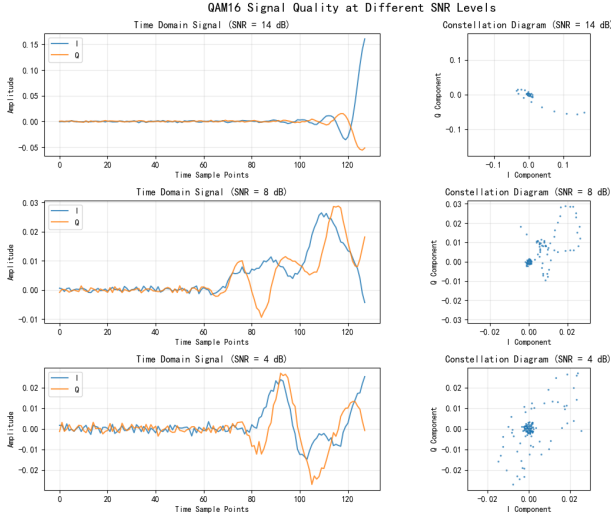 QAM16 Signal Quality at Different SNR Levels
Time Domain Signal (SNR = 14 dB)
Constellation Diagram (SNR = 14 dB)
I
Q
0.15
0.10
0.05
0.00
−0.05
Amplitude
0 20 40 60 80 100 120
Time Sample Points
0.1
0.0
−0.1
Q Component
−0.1 0.0 0.1
I Component
Time Domain Signal (SNR = 8 dB)
Constellation Diagram (SNR = 8 dB)
I
Q
0.03
0.02
0.01
0.00
−0.01
Amplitude
0 20 40 60 80 100 120
Time Sample Points
0.03
0.02
0.01
0.00
−0.01
−0.02
−0.03
Q Component
−0.02 0.00 0.02
I Component
Time Domain Signal (SNR = 4 dB)
Constellation Diagram (SNR = 4 dB)
I
Q
0.02
0.01
0.00
−0.01
−0.02
Amplitude
0 20 40 60 80 100 120
Time Sample Points
0.02
0.01
0.00
−0.01
−0.02
Q Component
−0.02 0.00 0.02
I Component